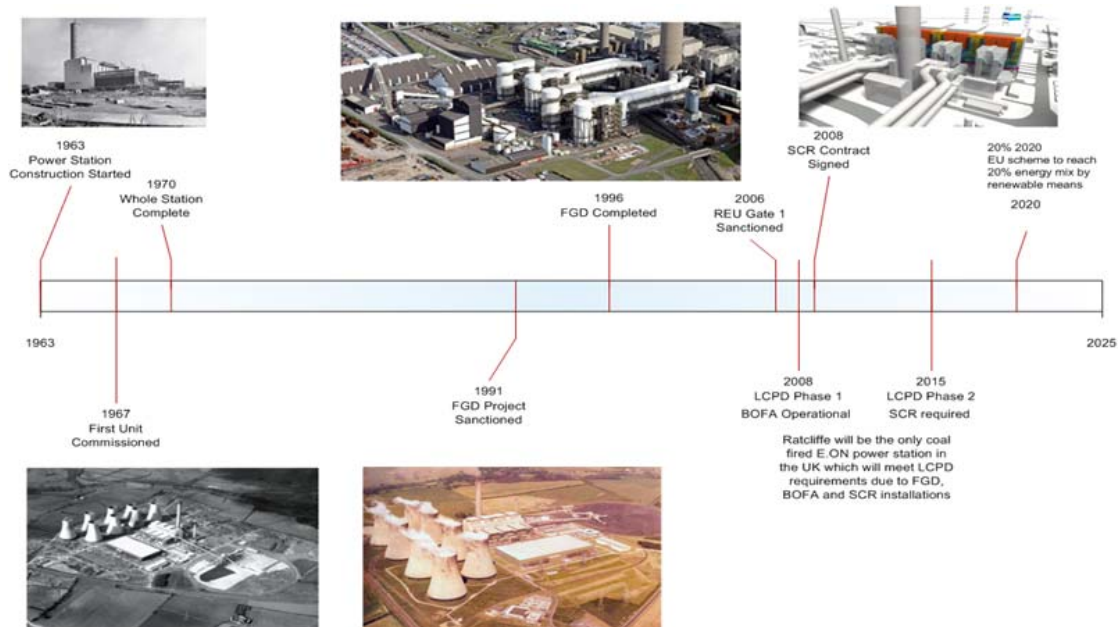 1963
Power Station
Construction Started
1970
Whole Station
Complete
1996
FGD Completed
2006
REU Gate 1
Sanctioned
2008
SCR Contract
Signed
20% 2020
EU scheme to reach
20% energy mix by
renewable means
2020
1963
2025
1967
First Unit
Commissioned
1991
FGD Project
Sanctioned
2008
LCPD Phase 1
BOFA Operational
2015
LCPD Phase 2
SCR required
Ratcliffe will be the only coal
fired E.ON power station in
the UK which will meet LCPD
requirements due to FGD,
BOFA and SCR installations